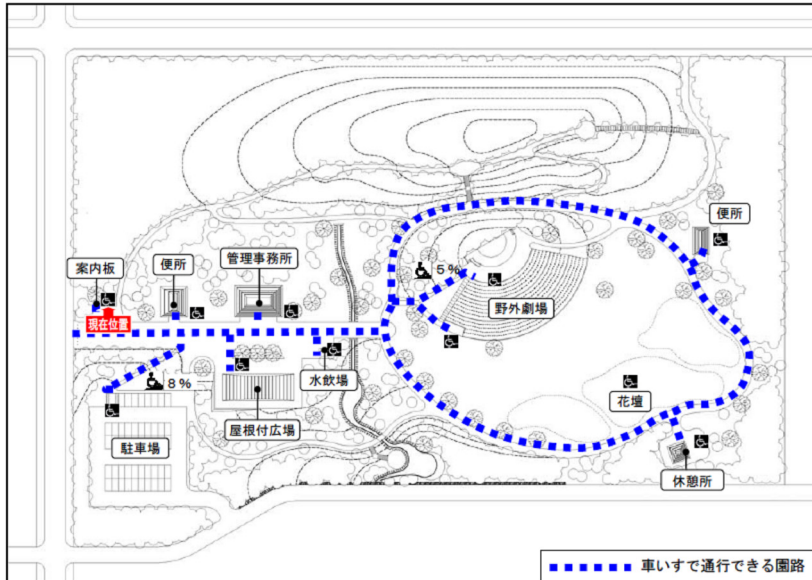 便所
案内板
便所
管理事務所
5%
野外劇場
現在位置
8%
水飲場
花壇
屋根付広場
駐車場
休憩所
車いすで通行できる園路